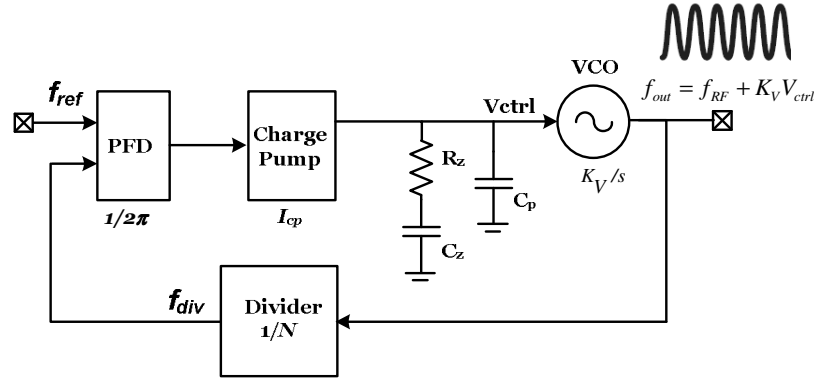 VCO
f_out = f_RF + K_V V_ctrl
f_ref
PFD
1/2π
Charge
Pump
I_cp
Vctrl
R_z
C_z
C_p
K_V/s
f_div
Divider
1/N